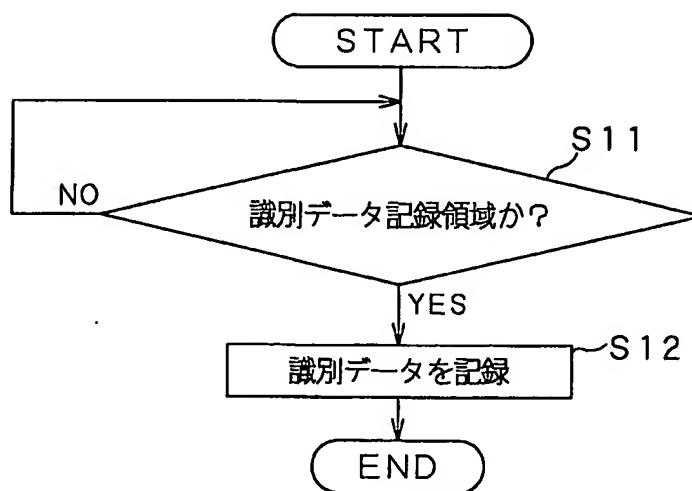 START
S11
識別データ記録領域か?
NO
YES
S12
識別データを記録
END